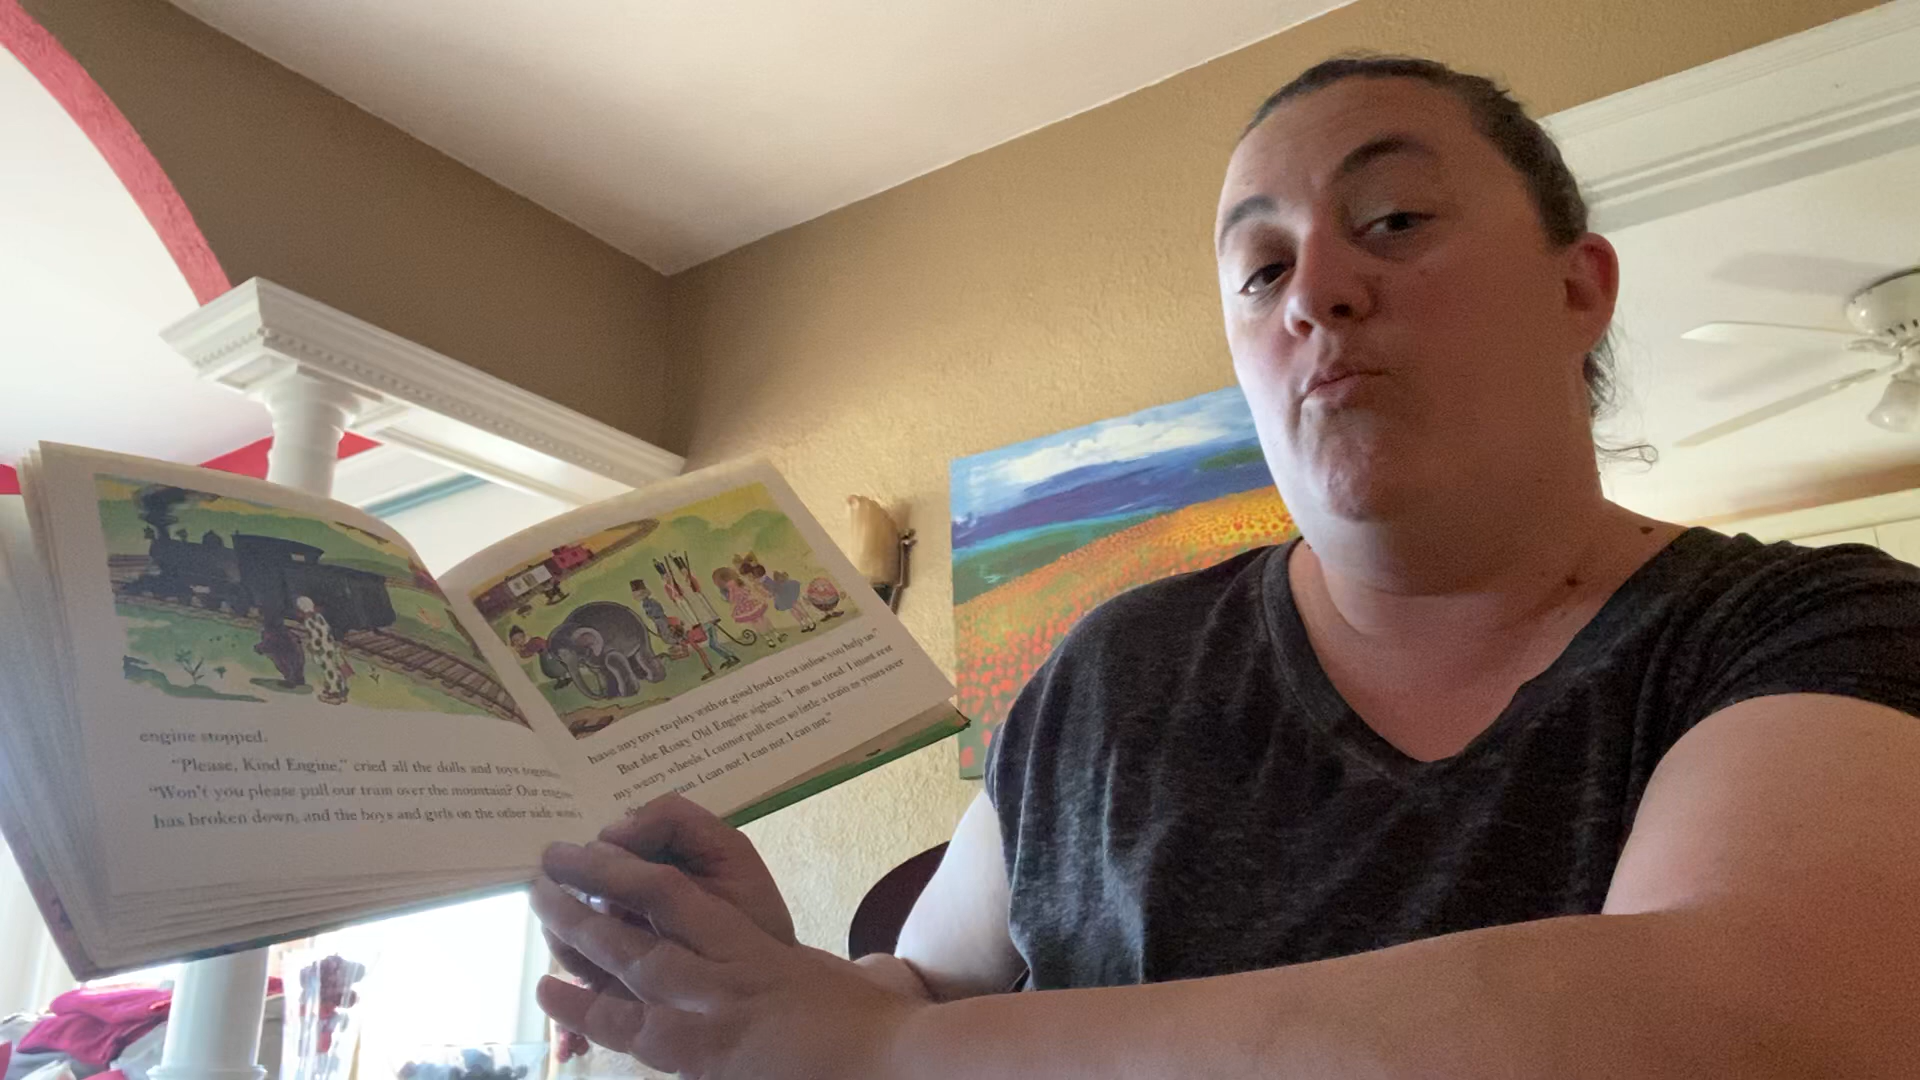 engine stopped.
"Please, Kind Engine," cried all the dolls and toys
"Won't you please pull our train over the mountain? Our
has broken down, and the boys and girls on the other side won't
have any toys to play with or good food to eat unless you help us."
But the Rusty Old Engine sighed: "I am so tired. I must rest
my weary wheels. I cannot pull even so little a train as yours over
I can not. I can not. I can not."